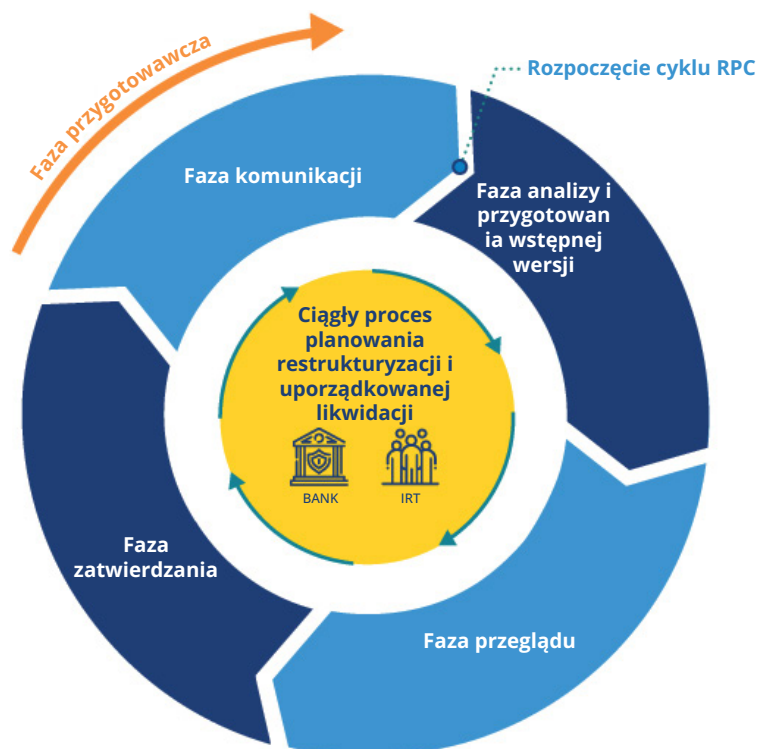 Faza przygotowawcza
Rozpoczęcie cyklu RPC
Faza komunikacji
Faza analizy i
przygotowan
ia wstępnej
wersji
Ciągły proces
planowania
restrukturyzacji i
uporządkowanej
likwidacji
BANK
IRT
Faza
zatwierdzania
Faza przeglądu